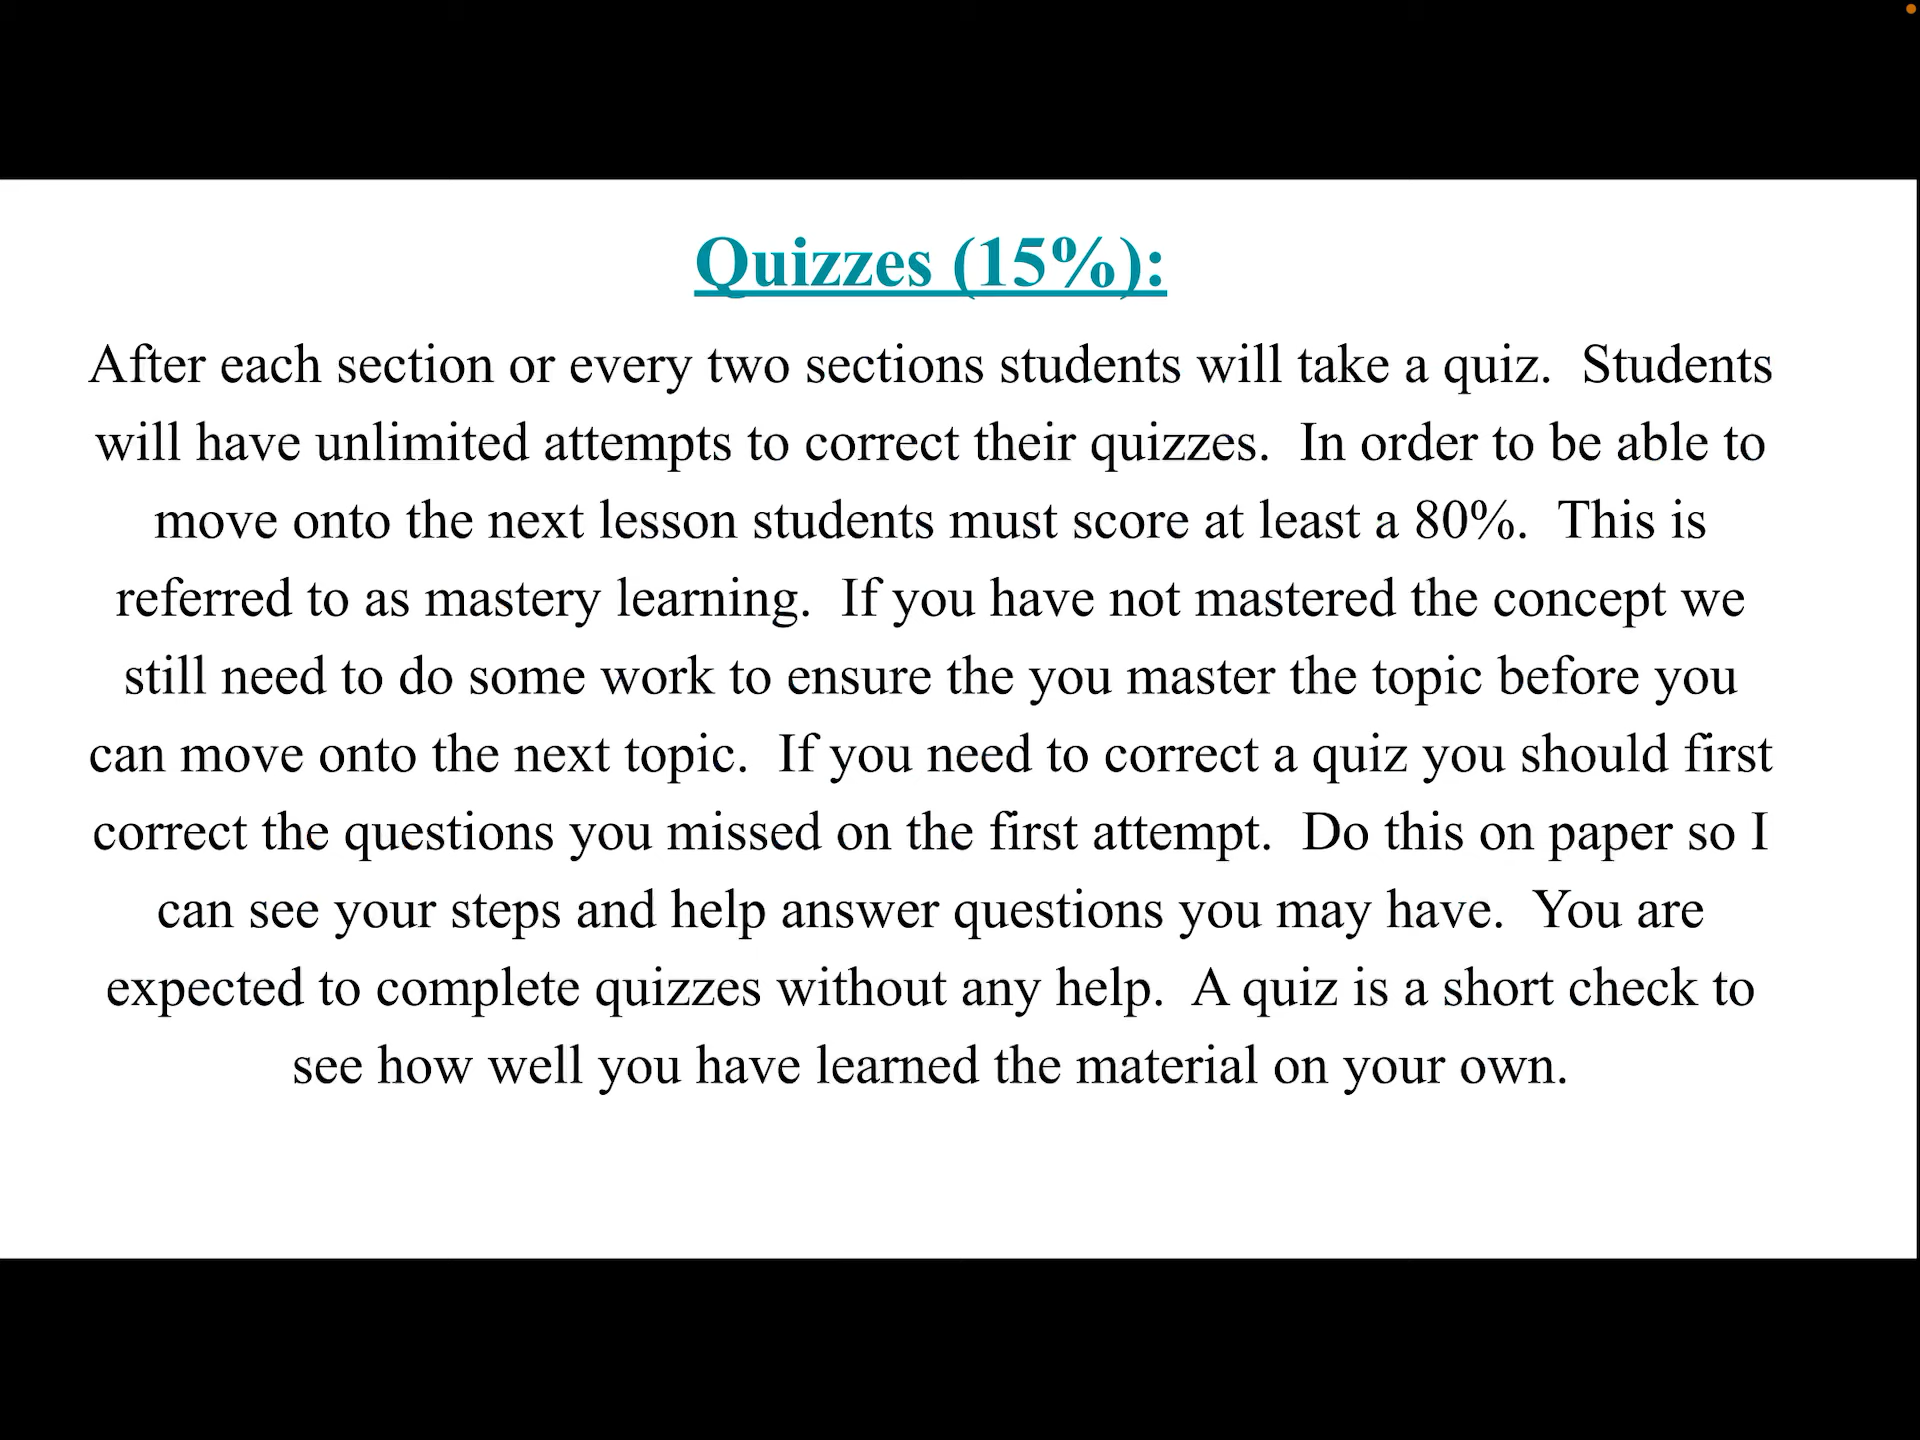 Quizzes (15%):
After each section or every two sections students will take a quiz.  Students
will have unlimited attempts to correct their quizzes.  In order to be able to
move onto the next lesson students must score at least a 80%.  This is
referred to as mastery learning.  If you have not mastered the concept we
still need to do some work to ensure the you master the topic before you
can move onto the next topic.  If you need to correct a quiz you should first
correct the questions you missed on the first attempt.  Do this on paper so I
can see your steps and help answer questions you may have.  You are
expected to complete quizzes without any help.  A quiz is a short check to
see how well you have learned the material on your own.